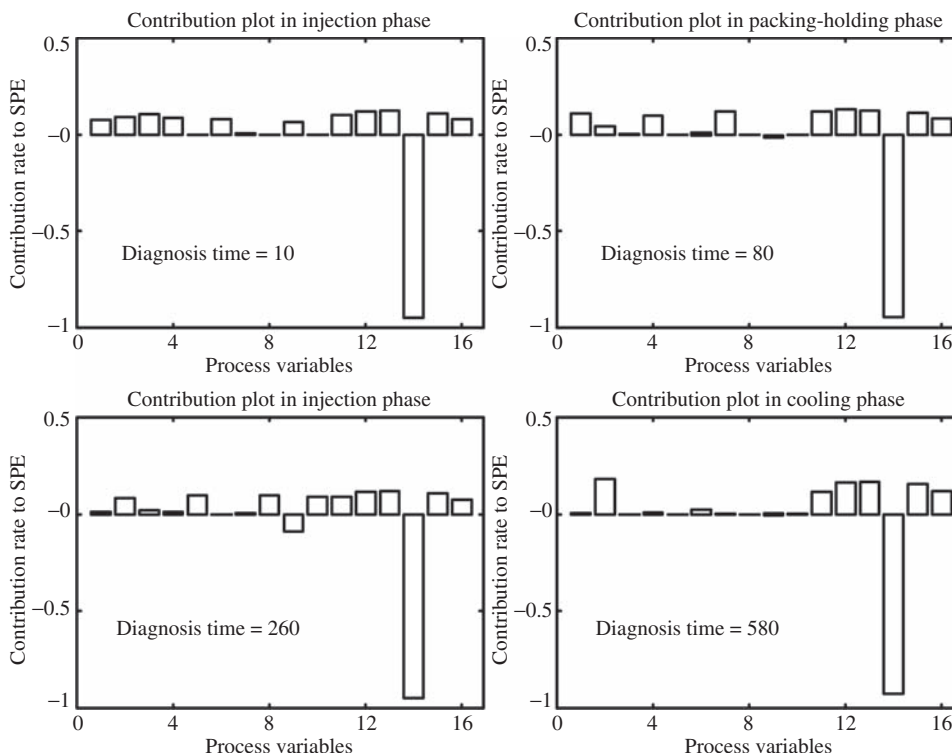 Contribution plot in injection phase
0.5
−0
−0.5
−1
Contribution rate to SPE
Diagnosis time = 10
0 4 8 12 16
Process variables
Contribution plot in packing-holding phase
0.5
−0
−0.5
−1
Contribution rate to SPE
Diagnosis time = 80
0 4 8 12 16
Process variables
Contribution plot in injection phase
0.5
−0
−0.5
−1
Contribution rate to SPE
Diagnosis time = 260
0 4 8 12 16
Process variables
Contribution plot in cooling phase
0.5
−0
−0.5
−1
Contribution rate to SPE
Diagnosis time = 580
0 4 8 12 16
Process variables